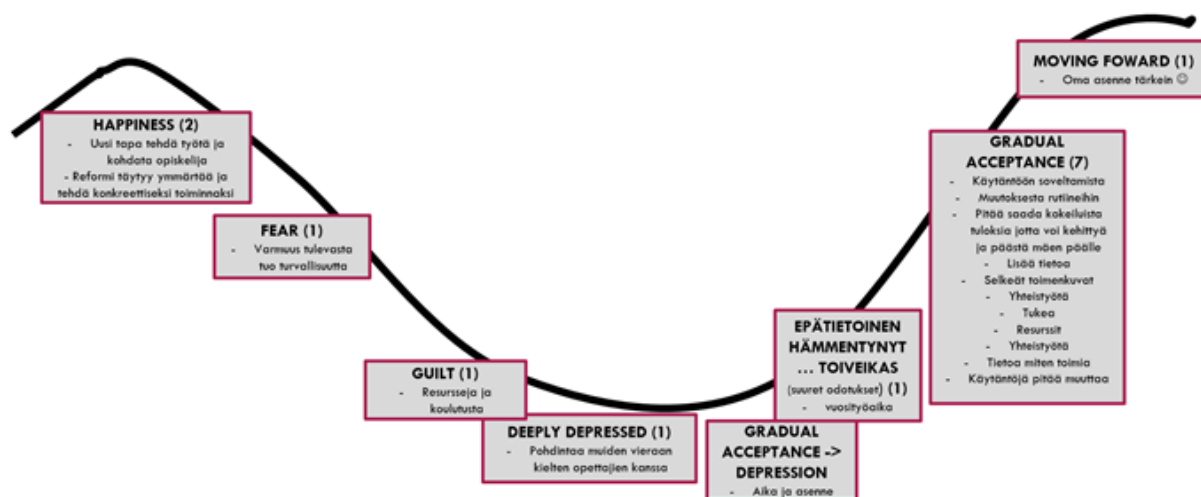 HAPPINESS (2)
- Uusi tapa tehdä työtä ja
kohdata opiskelija
- Reformi täytyy ymmärtää ja
tehdä konkreettiseksi toiminnaksi
FEAR (1)
- Varmuus tulevasta
tuo turvallisuutta
GUILT (1)
- Resursseja ja
koulutusta
DEEPLY DEPRESSED (1)
- Pohdintaa muiden vieraan
kielten opettajien kanssa
GRADUAL
ACCEPTANCE ->
DEPRESSION
- Aika ja asenne
EPÄTIETOINEN
HÄMMENTYNYT
... TOIVEIKAS
(suuret odotukset) (1)
- vuosityöaika
GRADUAL
ACCEPTANCE (7)
- Käytäntöön soveltamista
- Muutoksesta rutiineihin
- Pitää saada kokeiluista
tuloksia jotta voi kehittyä
ja päästä mäen päälle
- Lisää tietoa
- Selkeät toimenkuvat
- Yhteistyötä
- Tukea
- Resurssit
- Yhteistyötä
- Tietoa miten toimia
- Käytäntöjä pitää muuttaa
MOVING FOWARD (1)
- Oma asenne tärkein ☺